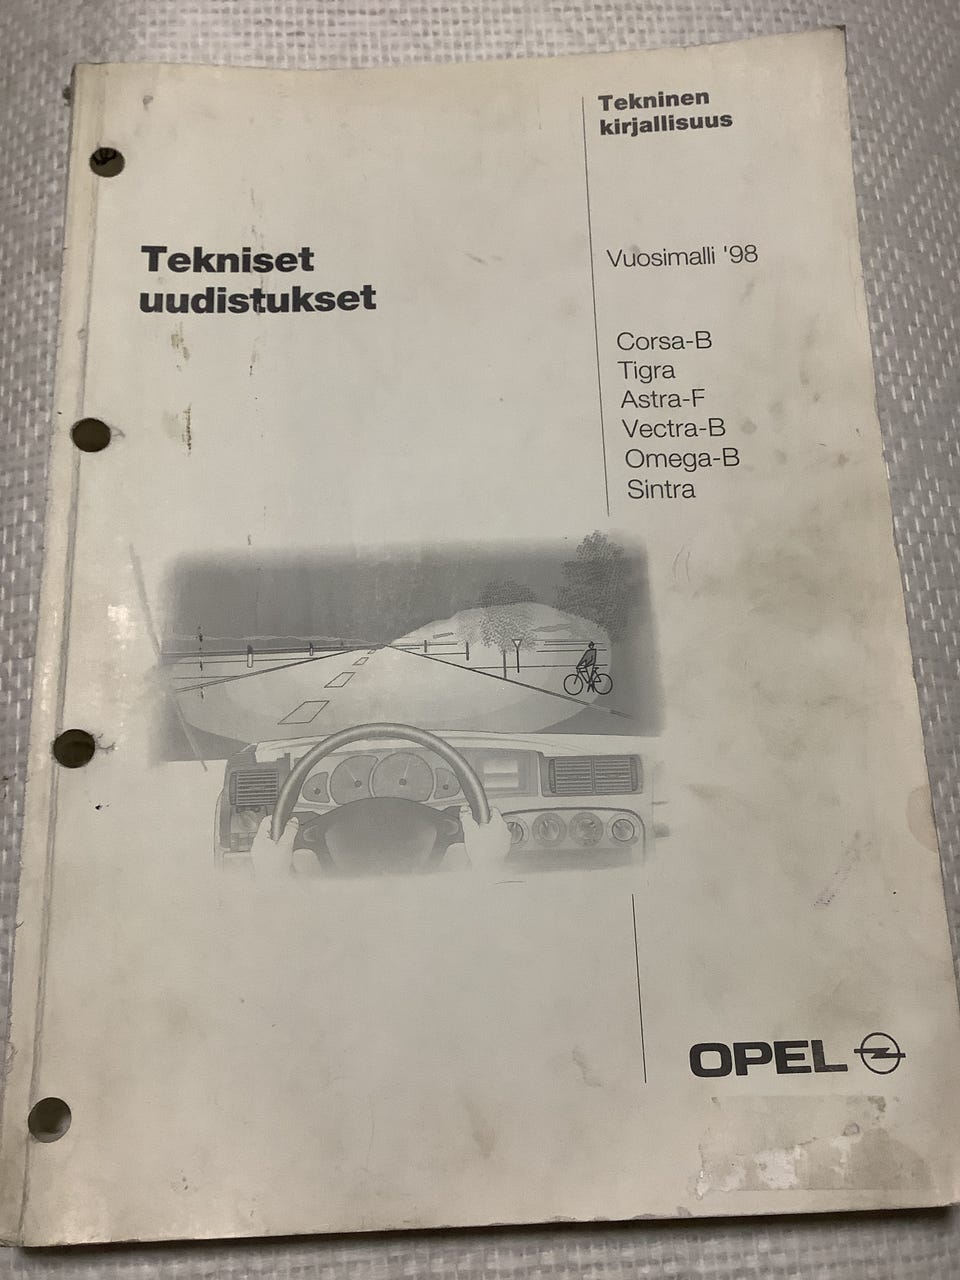 Tekninen
kirjallisuus
Tekniset
uudistukset
Vuosimalli '98
Corsa-B
Tigra
Astra-F
Vectra-B
Omega-B
Sintra
OPEL